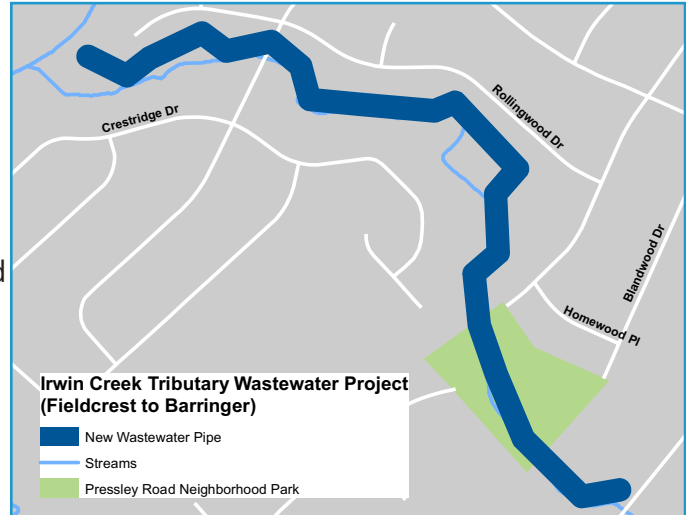 Crestridge Dr
Rollingwood Dr
Blandwood Dr
Homewood Pl
d
Irwin Creek Tributary Wastewater Project
(Fieldcrest to Barringer)
New Wastewater Pipe
Streams
Pressley Road Neighborhood Park